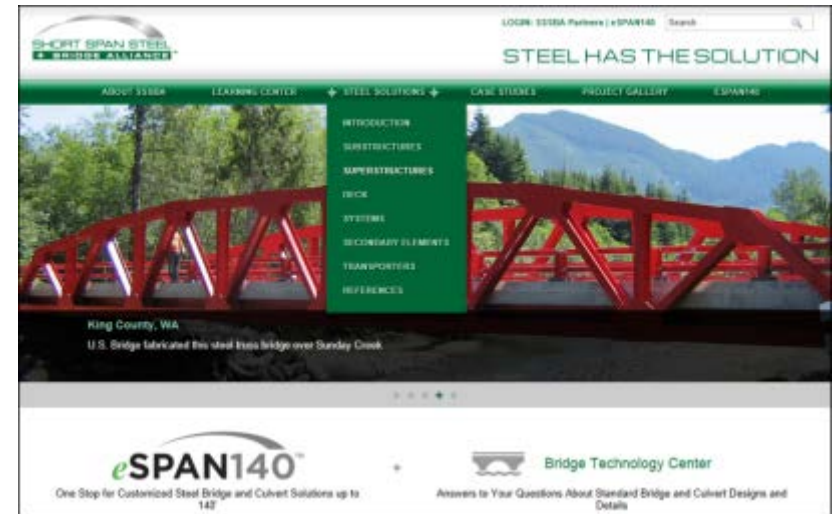 LOGIN: SSSBA Partners | eSPAN140 Search
SHORT SPAN STEEL
+ BRIDGE ALLIANCE
STEEL HAS THE SOLUTION
ABOUT SSSBA LEARNING CENTER + STEEL SOLUTIONS + CASE STUDIES PROJECT GALLERY ESPAN140
INTRODUCTION
SUBSTRUCTURES
SUPERSTRUCTURES
DECK
SYSTEMS
SECONDARY ELEMENTS
TRANSPORTERS
REFERENCES
King County, WA
U.S. Bridge fabricated this steel truss bridge over Sunday Creek
eSPAN140™
One Stop for Customized Steel Bridge and Culvert Solutions up to
140'
Bridge Technology Center
Answers to Your Questions About Standard Bridge and Culvert Designs and
Details